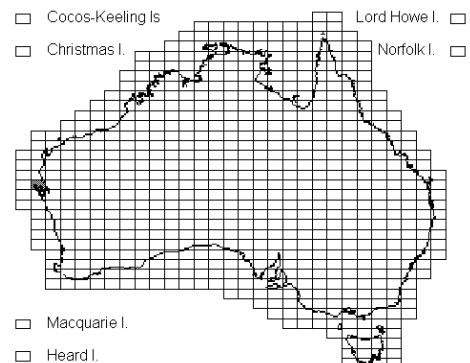 Cocos-Keeling Is
Lord Howe I.
Christmas I.
Norfolk I.
Macquarie I.
Heard I.